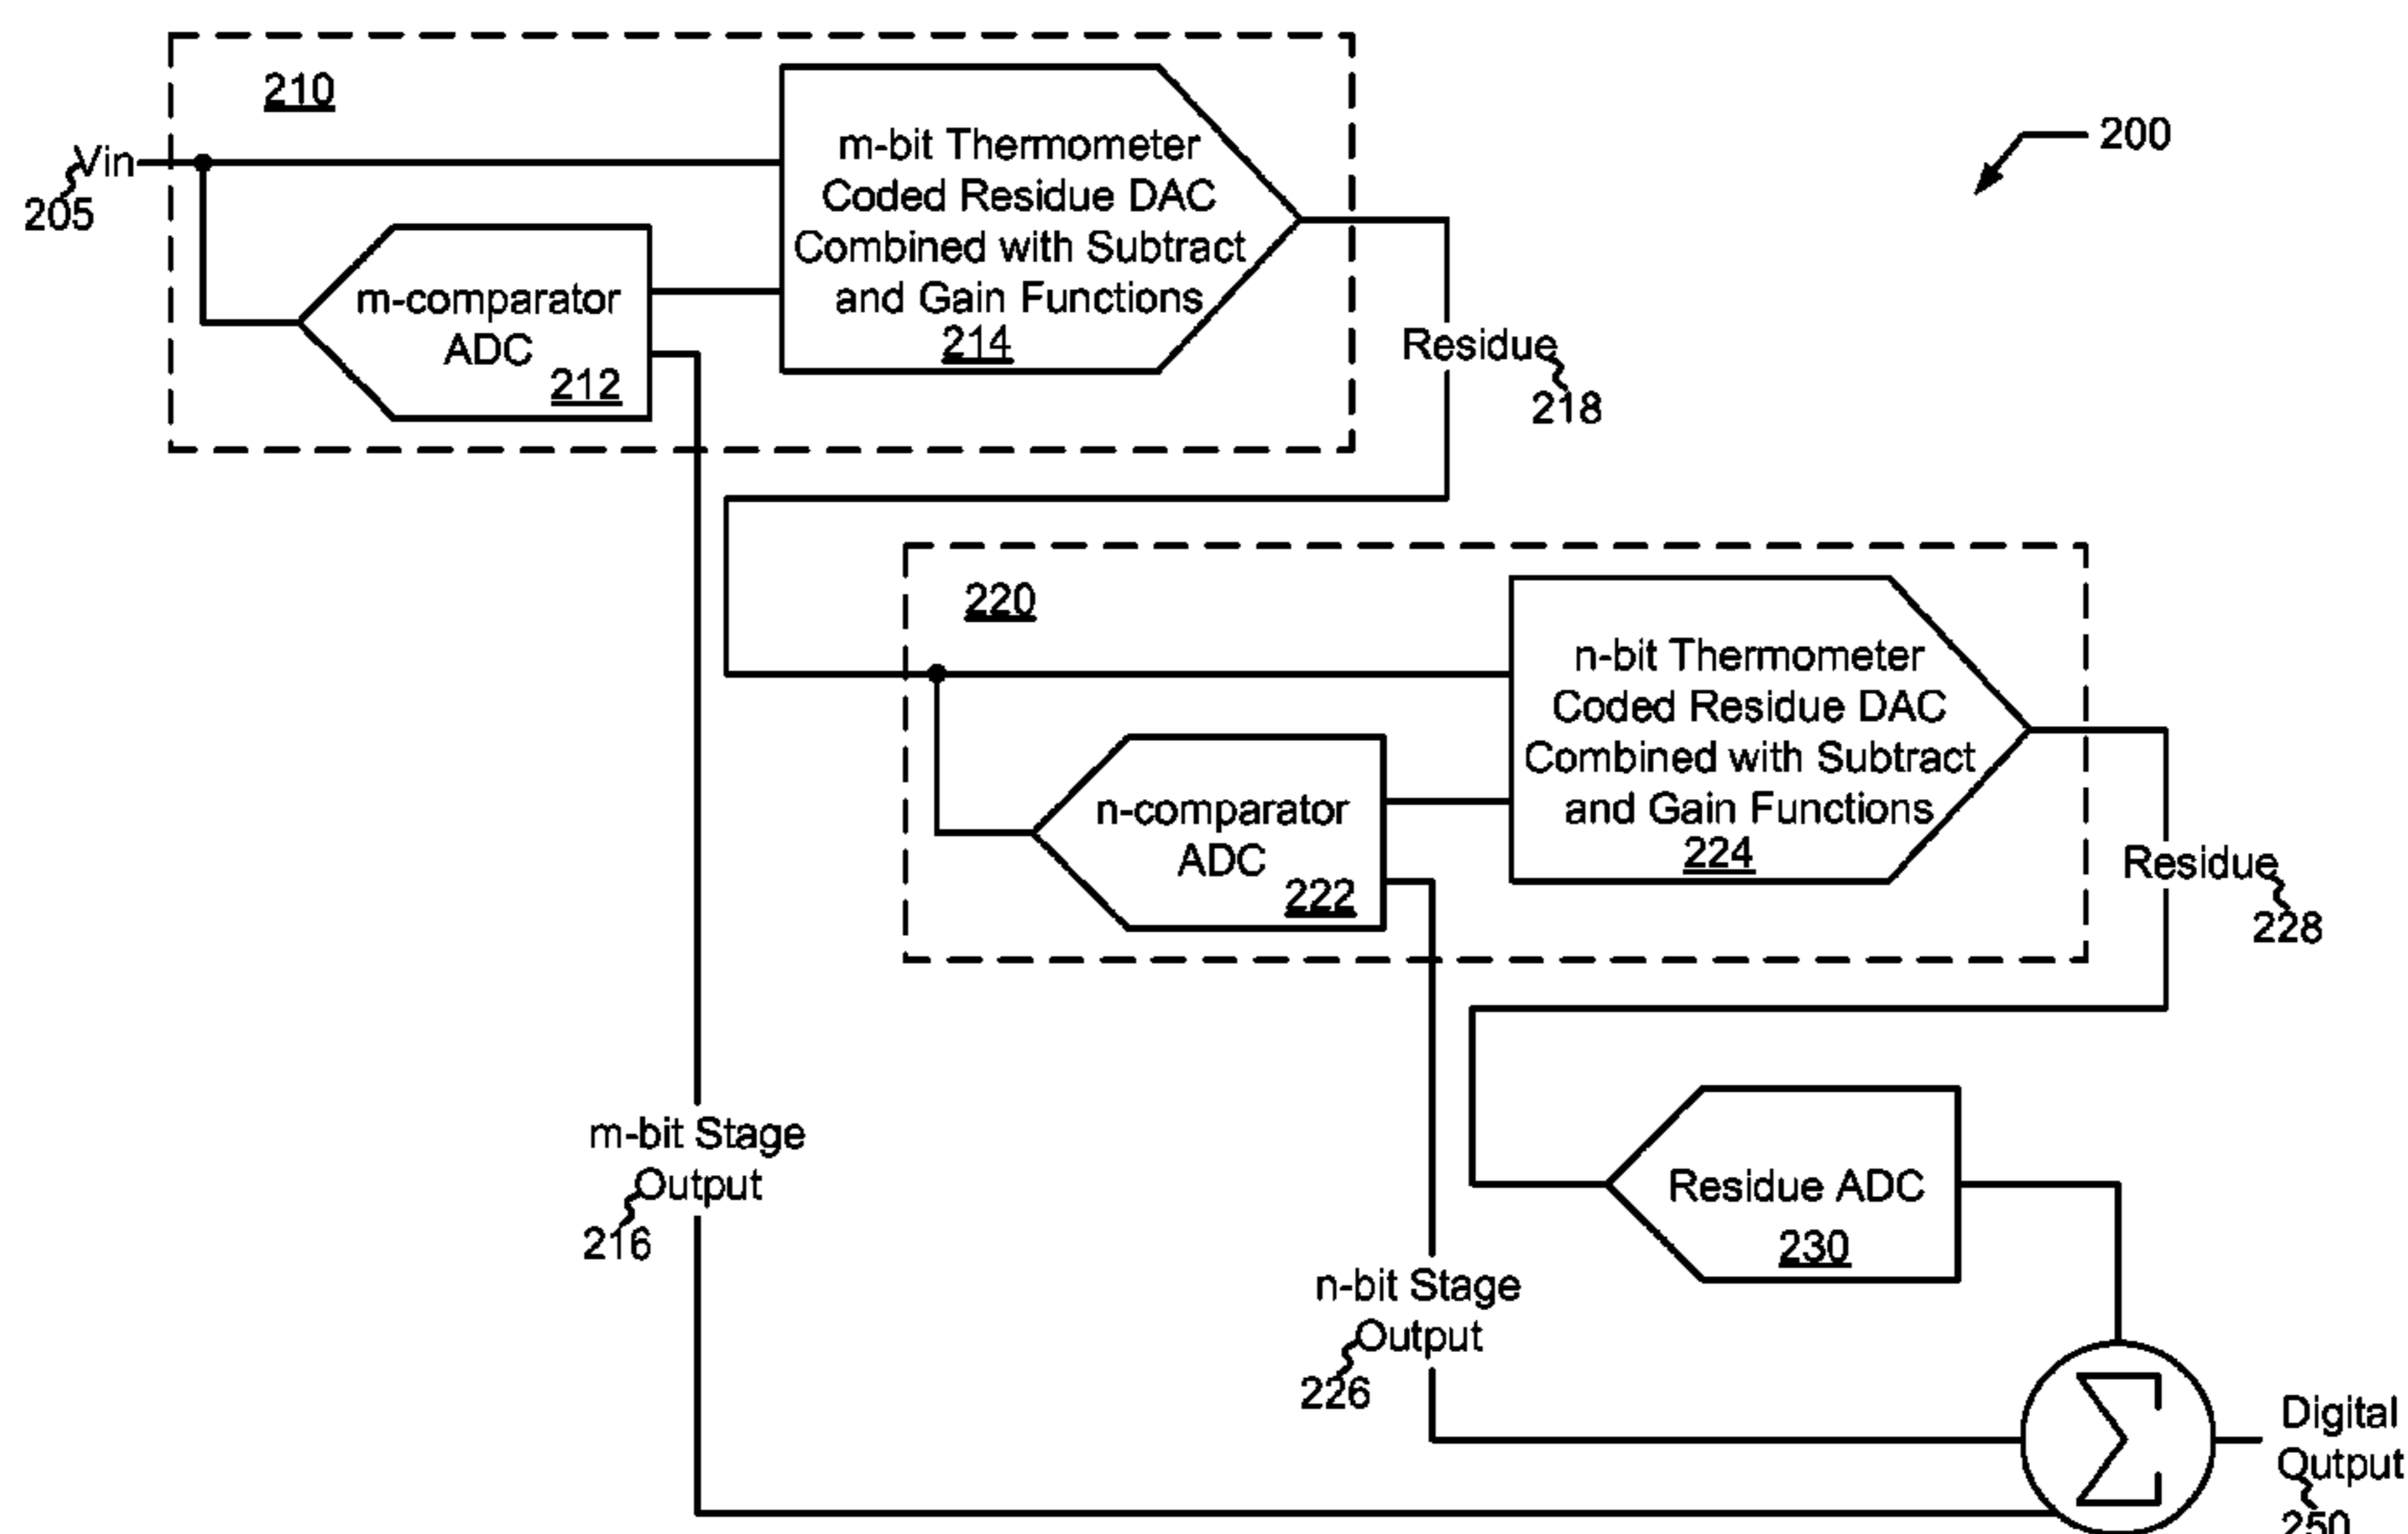 210
200
Vin
205
m-bit Thermometer
Coded Residue DAC
Combined with Subtract
and Gain Functions
214
m-comparator
ADC
212
Residue
218
220
n-bit Thermometer
Coded Residue DAC
Combined with Subtract
and Gain Functions
224
n-comparator
ADC
222
Residue
228
m-bit Stage
Output
216
Residue ADC
230
n-bit Stage
Output
226
Σ
Digital
Output
250